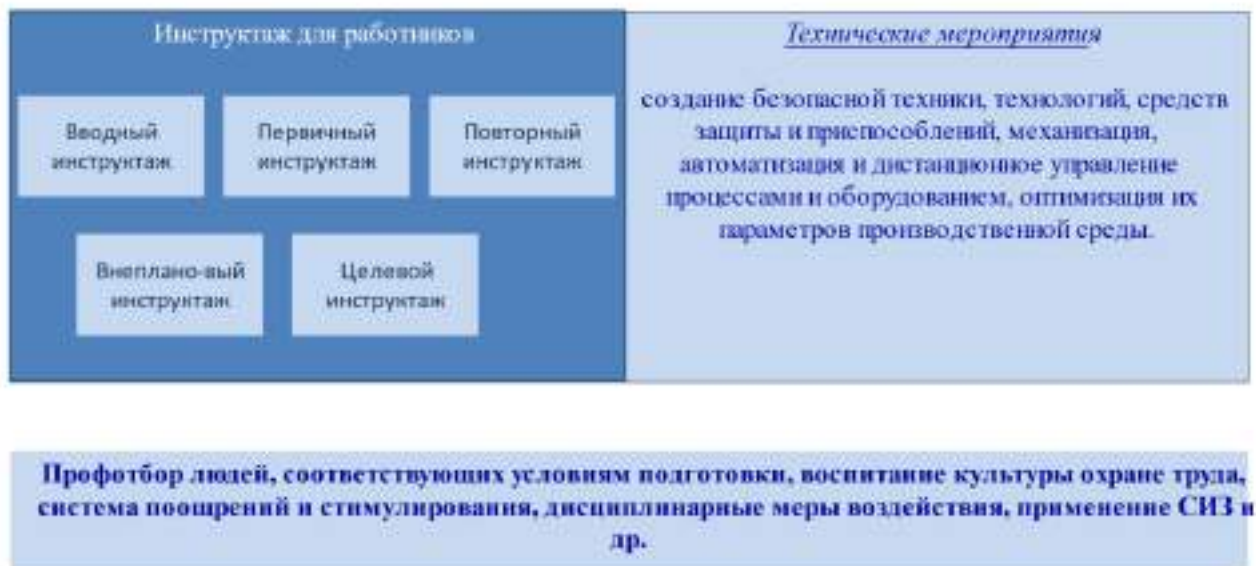 Инструктаж для работников
Вводный
инструктаж
Первичный
инструктаж
Повторный
инструктаж
Внеплано-вый
инструктаж
Целевой
инструктаж
Технические мероприятия
создание безопасной техники, технологий, средств
защиты и приспособлений, механизация,
автоматизация и дистанционное управление
процессами и оборудованием, оптимизация их
параметров производственной среды.
Профотбор людей, соответствующих условиям подготовки, воспитание культуры охране труда,
система поощрений и стимулирования, дисциплинарные меры воздействия, применение СИЗ и
др.